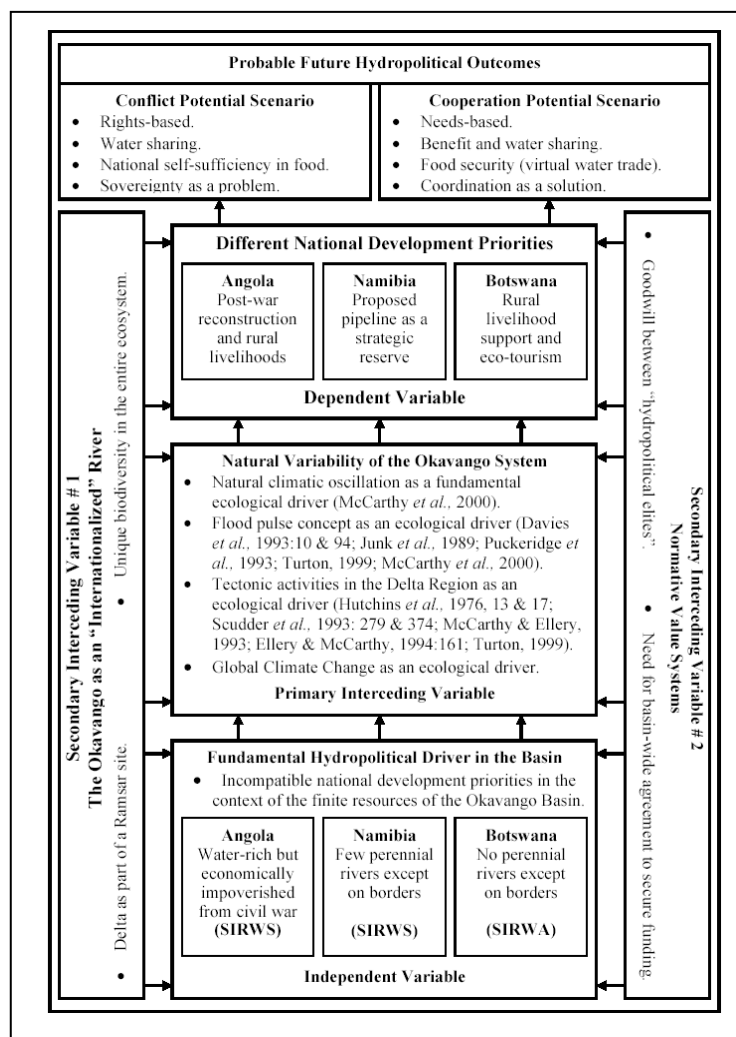 Probable Future Hydropolitical Outcomes
Conflict Potential Scenario
• Rights-based.
• Water sharing.
• National self-sufficiency in food.
• Sovereignty as a problem.
Cooperation Potential Scenario
• Needs-based.
• Benefit and water sharing.
• Food security (virtual water trade).
• Coordination as a solution.
Secondary Interceding Variable # 1
The Okavango as an “Internationalized” River
• Delta as part of a Ramsar site.
• Unique biodiversity in the entire ecosystem.
Different National Development Priorities
Angola
Post-war
reconstruction
and rural
livelihoods
Namibia
Proposed
pipeline as a
strategic
reserve
Botswana
Rural
livelihood
support and
eco-tourism
Dependent Variable
Natural Variability of the Okavango System
• Natural climatic oscillation as a fundamental
ecological driver (McCarthy et al., 2000).
• Flood pulse concept as an ecological driver (Davies
et al., 1993:10 & 94; Junk et al., 1989; Puckeridge et
al., 1993; Turton, 1999; McCarthy et al., 2000).
• Tectonic activities in the Delta Region as an
ecological driver (Hutchins et al., 1976, 13 & 17;
Scudder et al., 1993: 279 & 374; McCarthy & Ellery,
1993; Ellery & McCarthy, 1994:161; Turton, 1999).
• Global Climate Change as an ecological driver.
Primary Interceding Variable
Fundamental Hydropolitical Driver in the Basin
• Incompatible national development priorities in the
context of the finite resources of the Okavango Basin.
Angola
Water-rich but
economically
impoverished
from civil war
(SIRWS)
Namibia
Few perennial
rivers except
on borders
(SIRWS)
Botswana
No perennial
rivers except
on borders
(SIRWA)
Independent Variable
Secondary Interceding Variable # 2
Normative Value Systems
• Goodwill between “hydropolitical elites”.
• Need for basin-wide agreement to secure funding.